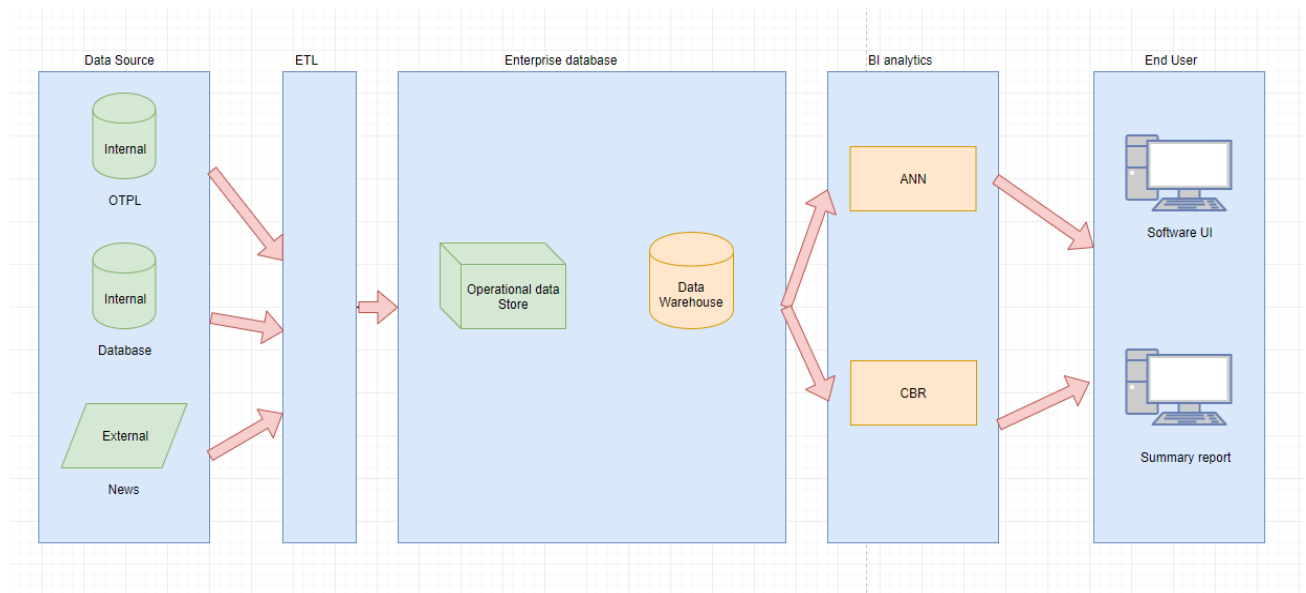 Data Source
ETL
Enterprise database
BI analytics
End User
Internal
OTPL
Internal
Database
External
News
Operational data
Store
Data
Warehouse
ANN
CBR
Software UI
Summary report